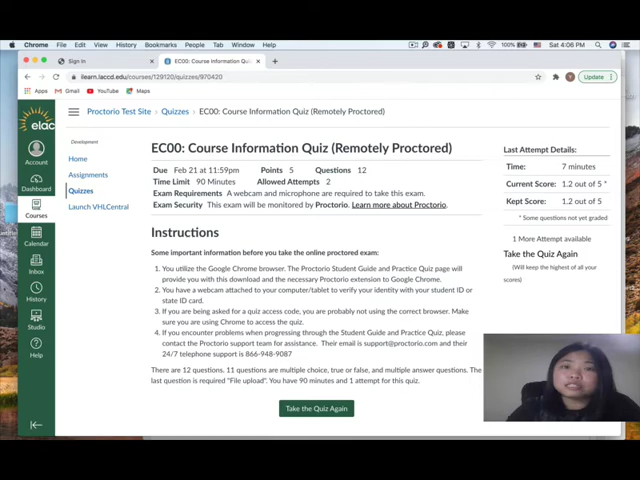 Chrome File Edit View History Bookmarks People Tab Window Help
100% Sat 4:06 PM
Sign In
EC00: Course Information Qui
ilearn.laccd.edu/courses/129120/quizzes/970420
Update
Apps Gmail YouTube Maps
elac
Account
Dashboard
Courses
Calendar
Inbox
History
Studio
Help
Proctorio Test Site > Quizzes > EC00: Course Information Quiz (Remotely Proctored)
Development
Home
Assignments
Quizzes
Launch VHLCentral
EC00: Course Information Quiz (Remotely Proctored)
Due Feb 21 at 11:59pm Points 5 Questions 12
Time Limit 90 Minutes Allowed Attempts 2
Exam Requirements A webcam and microphone are required to take this exam.
Exam Security This exam will be monitored by Proctorio. Learn more about Proctorio.
Instructions
Some important information before you take the online proctored exam:
1. You utilize the Google Chrome browser. The Proctorio Student Guide and Practice Quiz page will
provide you with this download and the necessary Proctorio extension to Google Chrome.
2. You have a webcam attached to your computer/tablet to verify your identity with your student ID or
state ID card.
3. If you are being asked for a quiz access code, you are probably not using the correct browser. Make
sure you are using Chrome to access the quiz.
4. If you encounter problems when progressing through the Student Guide and Practice Quiz, please
contact the Proctorio support team for assistance. Their email is support@proctorio.com and their
24/7 telephone support is 866-948-9087
There are 12 questions. 11 questions are multiple choice, true or false, and multiple answer questions. The
last question is required "File upload". You have 90 minutes and 1 attempt for this quiz.
Take the Quiz Again
Last Attempt Details:
Time: 7 minutes
Current Score: 1.2 out of 5 *
Kept Score: 1.2 out of 5
* Some questions not yet graded
1 More Attempt available
Take the Quiz Again
(Will keep the highest of all your
scores)